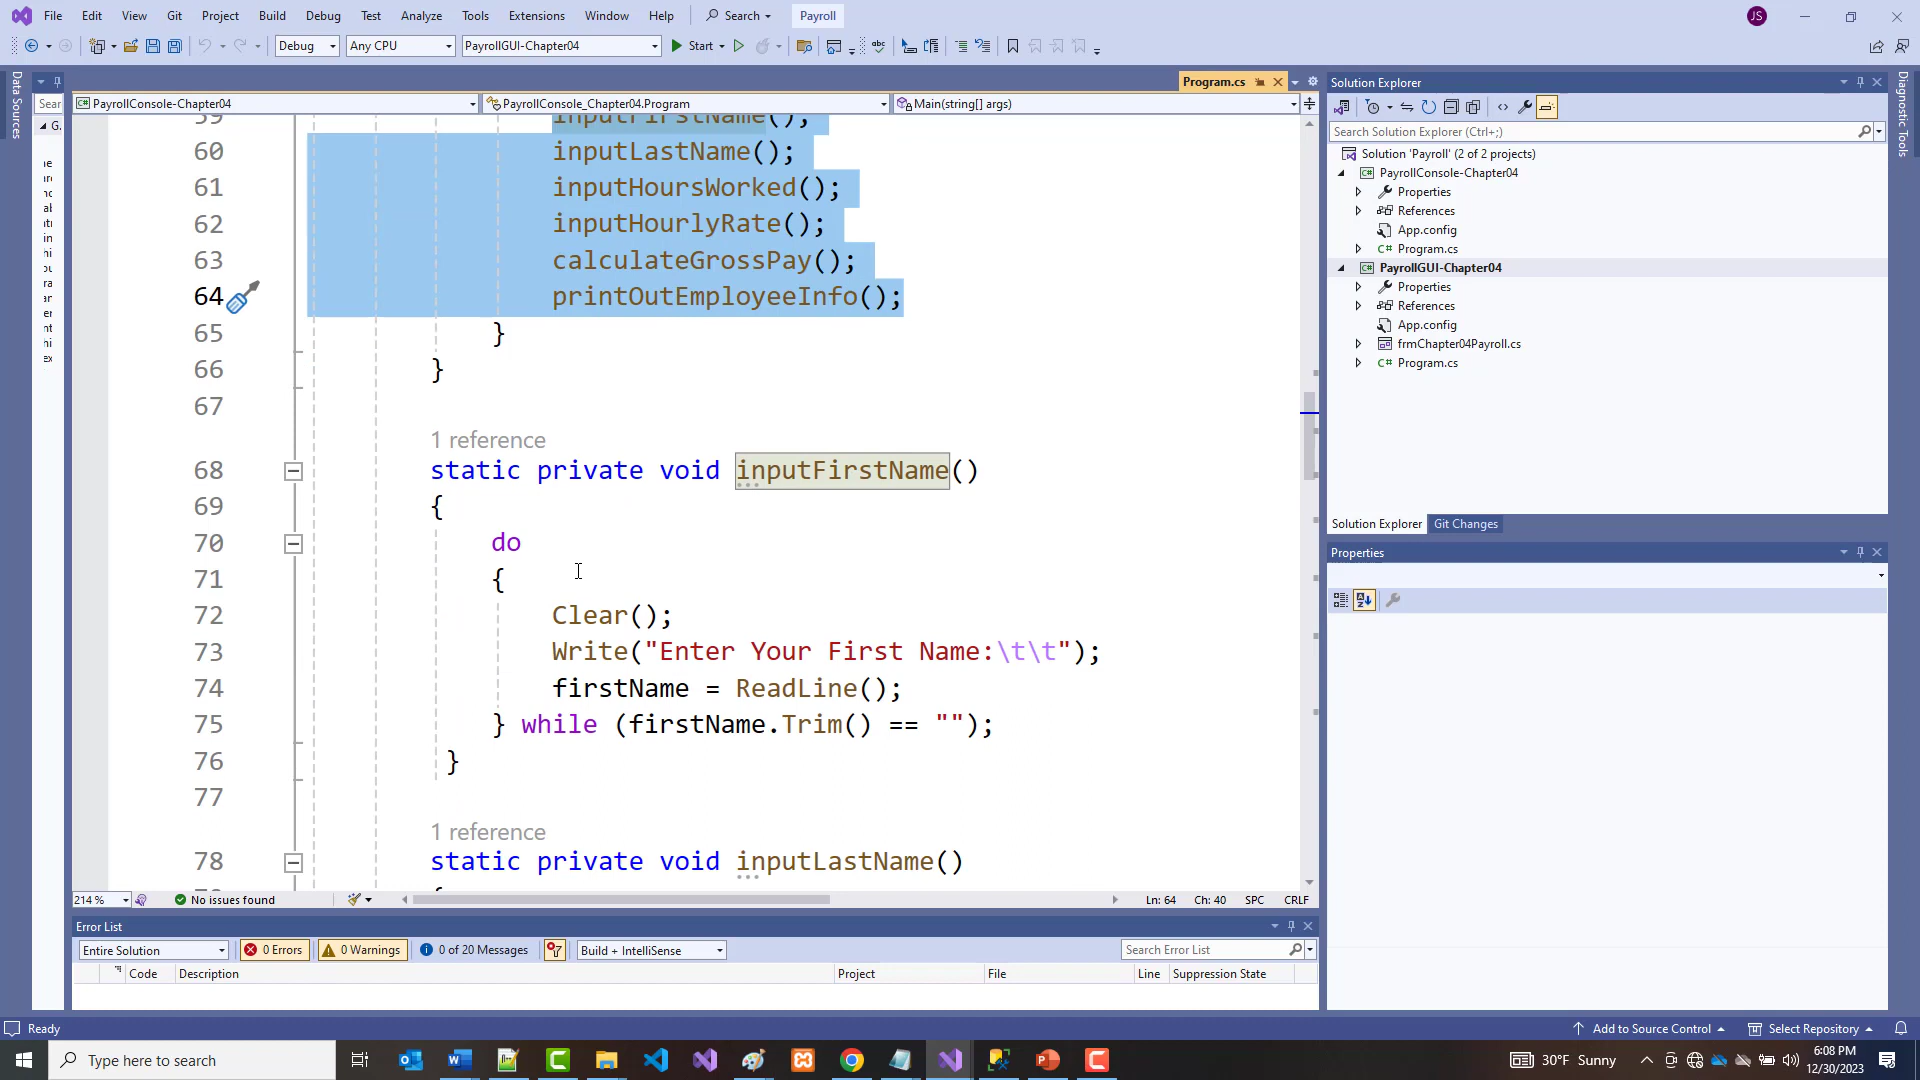 File Edit View Git Project Build Debug Test Analyze Tools Extensions Window Help Search Payroll JS
Debug Any CPU PayrollGUI-Chapter04 Start
Data Sources
Sear
G.
Program.cs
PayrollConsole-Chapter04 PayrollConsole_Chapter04.Program Main(string[] args)
59 inputFirstName();
60 inputLastName();
61 inputHoursWorked();
62 inputHourlyRate();
63 calculateGrossPay();
64 printOutEmployeeInfo();
65 }
66 }
67
1 reference
68 static private void inputFirstName()
69 {
70 do
71 {
72 Clear();
73 Write("Enter Your First Name:\t\t");
74 firstName = ReadLine();
75 } while (firstName.Trim() == "");
76 }
77
1 reference
78 static private void inputLastName()
214 % No issues found Ln: 64 Ch: 40 SPC CRLF
Error List
Entire Solution 0 Errors 0 Warnings 0 of 20 Messages Build + IntelliSense Search Error List
Code Description Project File Line Suppression State
Solution Explorer
Search Solution Explorer (Ctrl+;)
Solution 'Payroll' (2 of 2 projects)
PayrollConsole-Chapter04
Properties
References
App.config
C# Program.cs
PayrollGUI-Chapter04
Properties
References
App.config
frmChapter04Payroll.cs
C# Program.cs
Solution Explorer Git Changes
Properties
Diagnostic Tools
Ready Add to Source Control Select Repository
Type here to search 30°F Sunny 6:08 PM
12/30/2023